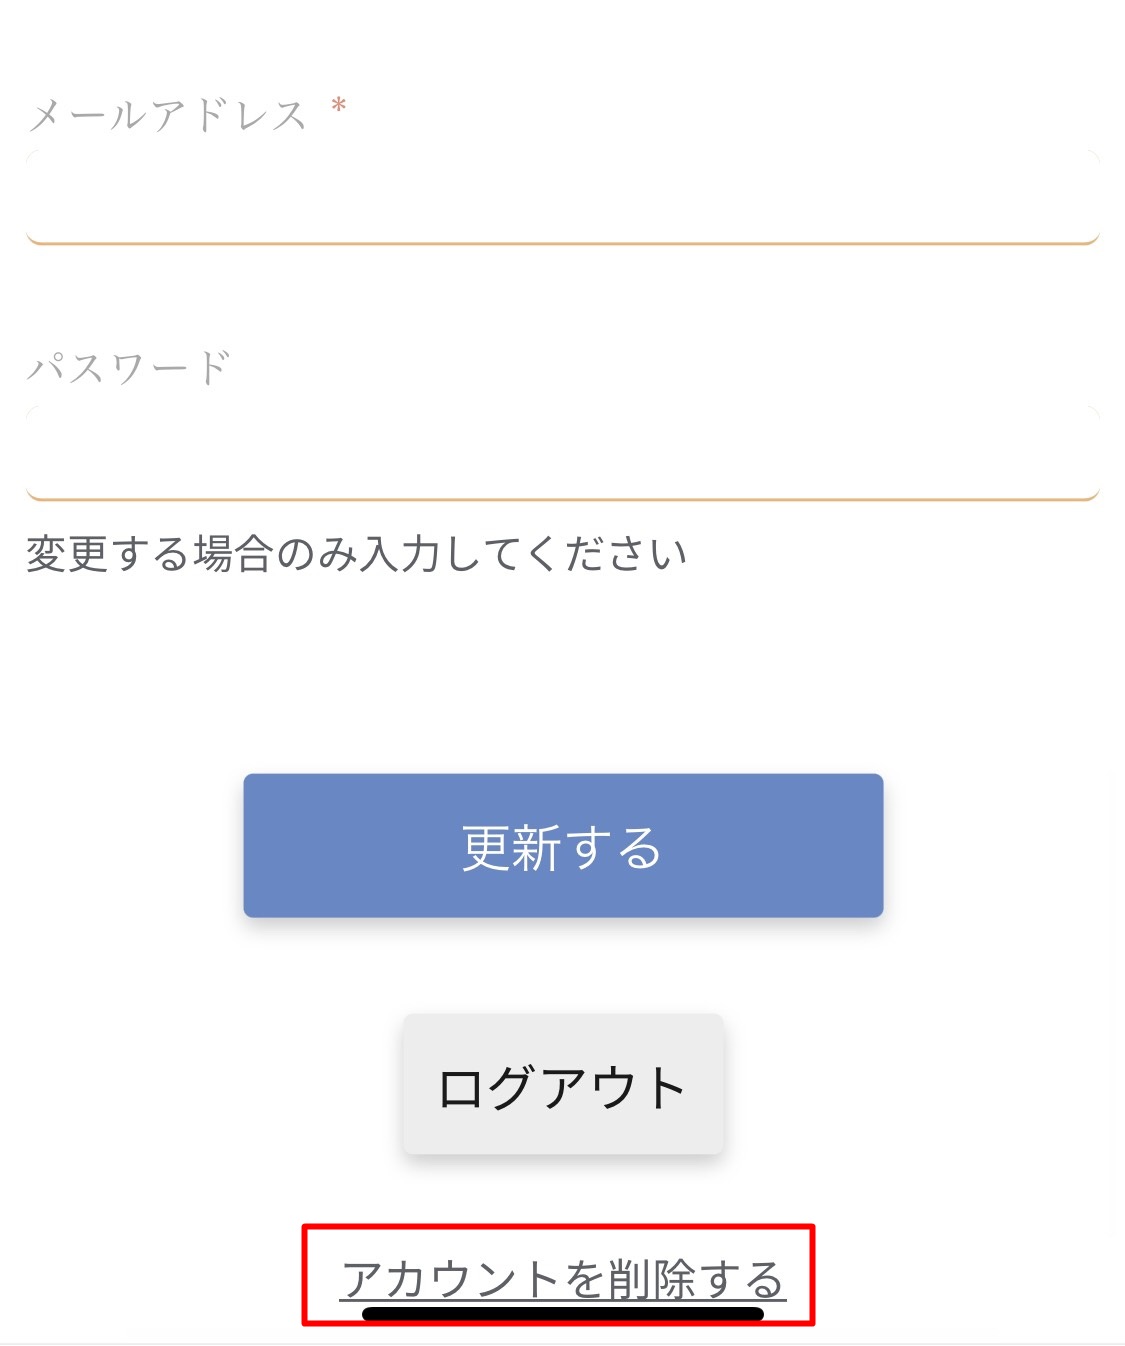 メールアドレス *
パスワード
変更する場合のみ入力してください
更新する
ログアウト
アカウントを削除する